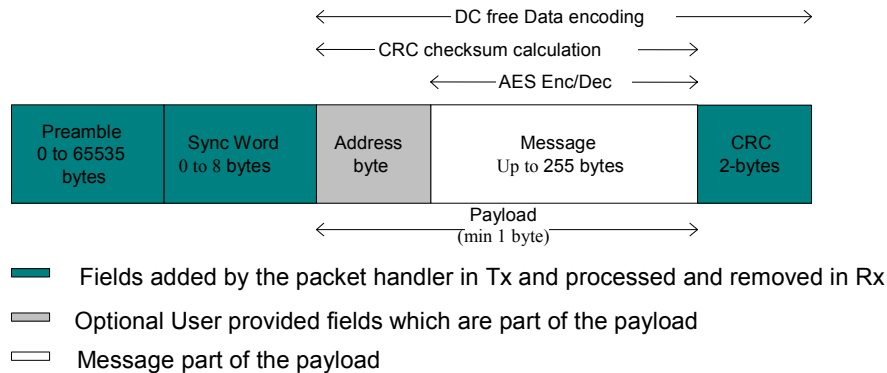 DC free Data encoding
CRC checksum calculation
AES Enc/Dec
Preamble
0 to 65535
bytes
Sync Word
0 to 8 bytes
Address
byte
Message
Up to 255 bytes
CRC
2-bytes
Payload
(min 1 byte)
Fields added by the packet handler in Tx and processed and removed in Rx
Optional User provided fields which are part of the payload
Message part of the payload